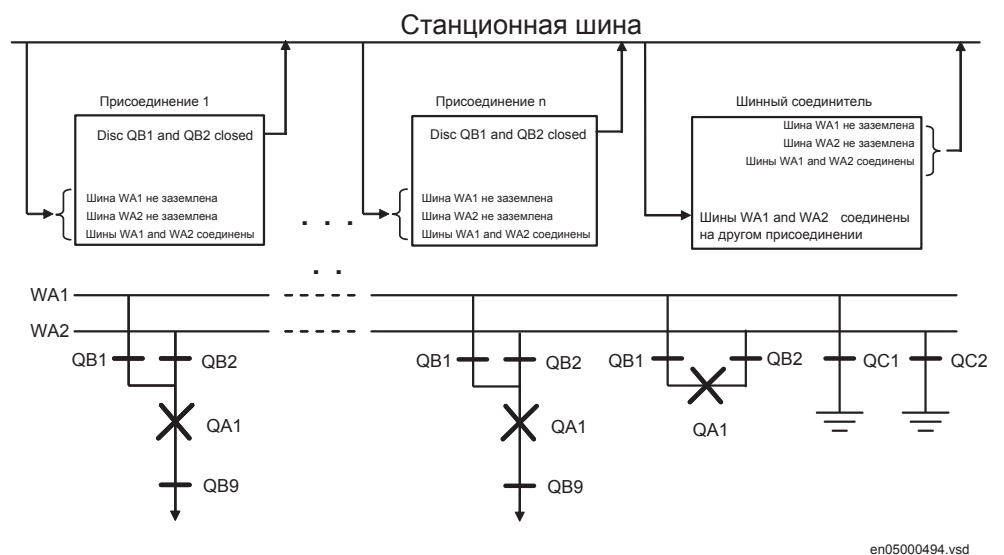 Станционная шина
Присоединение 1
Disc QB1 and QB2 closed
Шина WA1 не заземлена
Шина WA2 не заземлена
Шины WA1 and WA2 соединены
. . .
Присоединение n
Disc QB1 and QB2 closed
Шина WA1 не заземлена
Шина WA2 не заземлена
Шины WA1 and WA2 соединены
Шинный соединитель
Шина WA1 не заземлена
Шина WA2 не заземлена
Шины WA1 and WA2 соединены
Шины WA1 and WA2 соединены
на другом присоединении
. .
WA1
WA2
QB1 QB2 QB1 QB2 QB1 QB2 QC1 QC2
QA1 QA1 QA1
QB9 QB9
en05000494.vsd